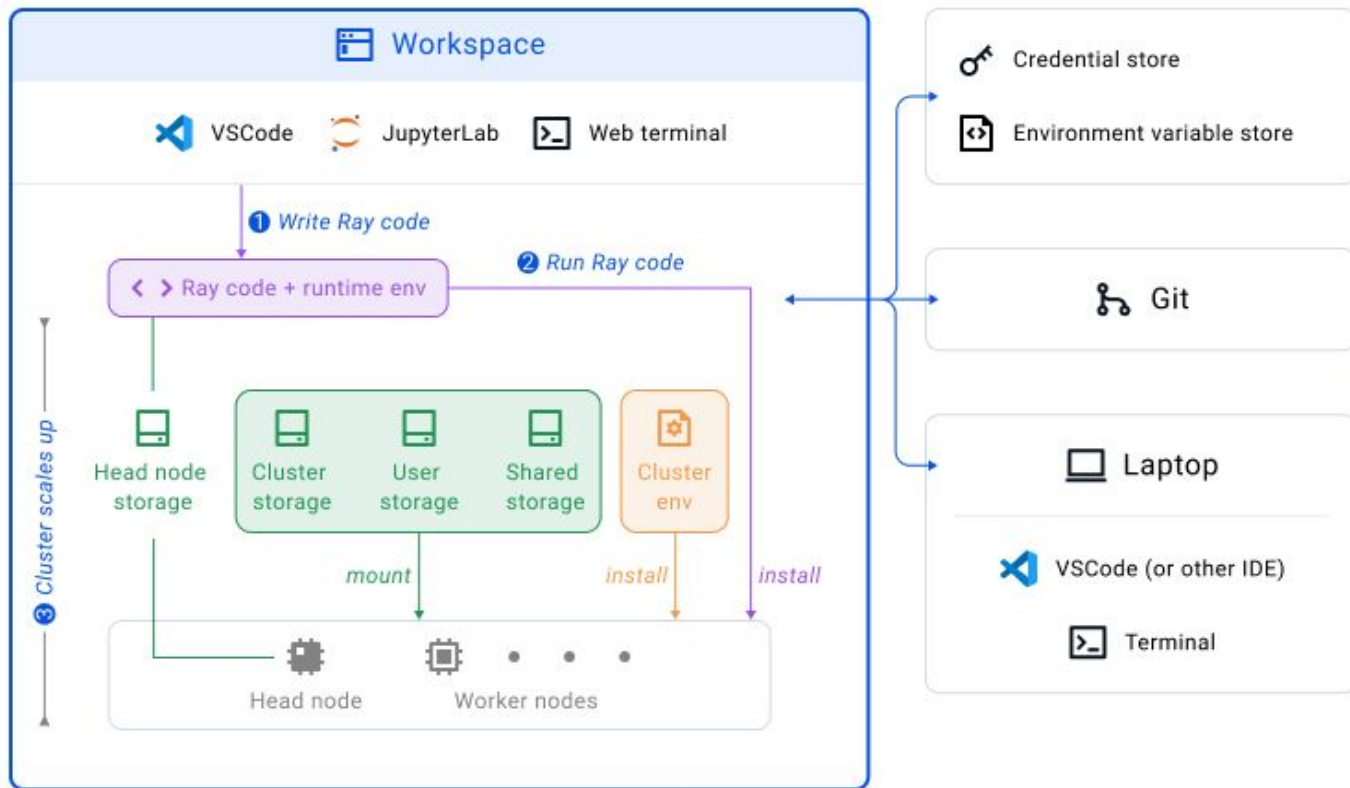 Workspace
VSCode
JupyterLab
Web terminal
1 Write Ray code
2 Run Ray code
< > Ray code + runtime env
3 Cluster scales up
Head node
storage
Cluster
storage
User
storage
Shared
storage
Cluster
env
mount
install
install
Head node
Worker nodes
Credential store
Environment variable store
Git
Laptop
VSCode (or other IDE)
Terminal